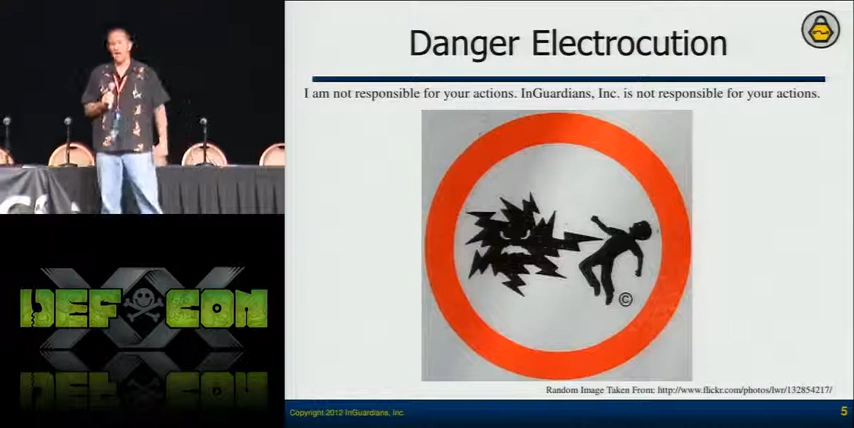 Danger Electrocution
I am not responsible for your actions. InGuardians, Inc. is not responsible for your actions.
©
Random Image Taken From: http://www.flickr.com/photos/lwr/132854217/
DEF CON
XX
Copyright 2012 InGuardians, Inc.
5